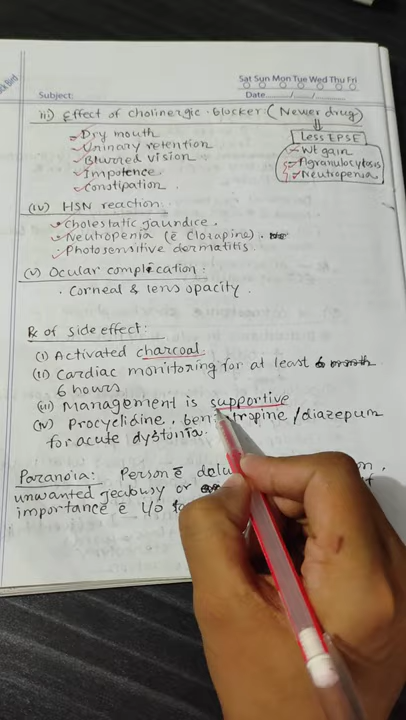 Sat Sun Mon Tue Wed Thu Fri
Subject:
Date / /
iii) Effect of cholinergic blocker: (Newer drug)
Dry mouth
Urinary retention
Blurred vision
Impotence
Constipation
Less EPSE
Wt gain
Agranulocytosis
Neutropenia
(iv) HSN reaction:
Cholestatic jaundice.
Neutropenia (ē Clozapine).
Photosensitive dermatitis
(v) Ocular complication:
Corneal & lens opacity.
Rx of side effect:
(i) Activated charcoal
(ii) Cardiac monitoring for at least
6 hours
(iii) Management is supportive
(iv) Procyclidine, /diazepum
for acute dystonia.
Paranoia: Person ē
unwanted jealousy or
importance ē